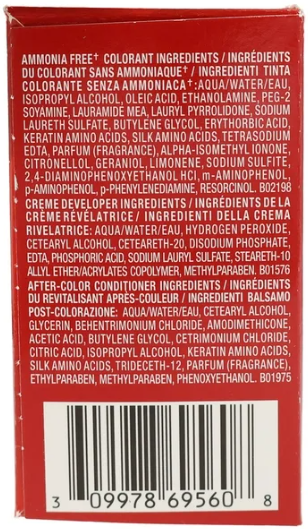 AMMONIA FREE† COLORANT INGREDIENTS / INGRÉDIENTS
DU COLORANT SANS AMMONIAQUE† / INGREDIENTI TINTA
COLORANTE SENZA AMMONIACA†:AQUA/WATER/EAU,
ISOPROPYL ALCOHOL, OLEIC ACID, ETHANOLAMINE, PEG-2
SOYAMINE, LAURAMIDE MEA, LAURYL PYRROLIDONE, SODIUM
LAURETH SULFATE, BUTYLENE GLYCOL, ERYTHORBIC ACID,
KERATIN AMINO ACIDS, SILK AMINO ACIDS, TETRASODIUM
EDTA, PARFUM (FRAGRANCE), ALPHA-ISOMETHYL IONONE,
CITRONELLOL, GERANIOL, LIMONENE, SODIUM SULFITE,
2,4-DIAMINOPHENOXYETHANOL HCl, m-AMINOPHENOL,
p-AMINOPHENOL, p-PHENYLENEDIAMINE, RESORCINOL. B02198
CREME DEVELOPER INGREDIENTS / INGRÉDIENTS DE LA
CRÈME RÉVÉLATRICE / INGREDIENTI DELLA CREMA
RIVELATRICE: AQUA/WATER/EAU, HYDROGEN PEROXIDE,
CETEARYL ALCOHOL, CETEARETH-20, DISODIUM PHOSPHATE,
EDTA, PHOSPHORIC ACID, SODIUM LAURYL SULFATE, STEARETH-10
ALLYL ETHER/ACRYLATES COPOLYMER, METHYLPARABEN. B01576
AFTER-COLOR CONDITIONER INGREDIENTS / INGRÉDIENTS
DU REVITALISANT APRÈS-COULEUR / INGREDIENTI BALSAMO
POST-COLORAZIONE: AQUA/WATER/EAU, CETEARYL ALCOHOL,
GLYCERIN, BEHENTRIMONIUM CHLORIDE, AMODIMETHICONE,
ACETIC ACID, BUTYLENE GLYCOL, CETRIMONIUM CHLORIDE,
CITRIC ACID, ISOPROPYL ALCOHOL, KERATIN AMINO ACIDS,
SILK AMINO ACIDS, TRIDECETH-12, PARFUM (FRAGRANCE),
ETHYLPARABEN, METHYLPARABEN, PHENOXYETHANOL. B01975
3 09978 69560 8